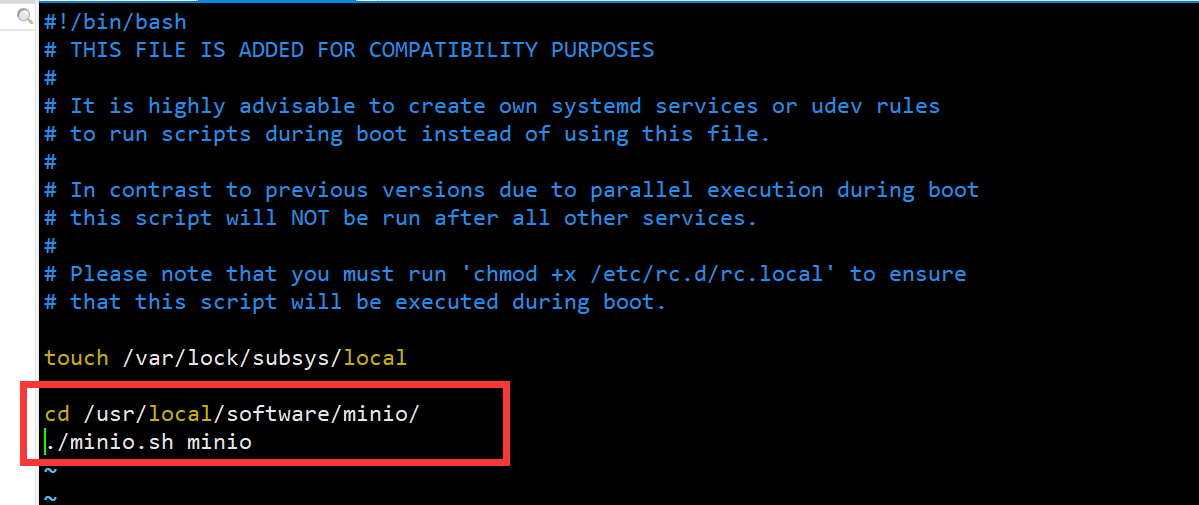 #!/bin/bash
# THIS FILE IS ADDED FOR COMPATIBILITY PURPOSES
#
# It is highly advisable to create own systemd services or udev rules
# to run scripts during boot instead of using this file.
#
# In contrast to previous versions due to parallel execution during boot
# this script will NOT be run after all other services.
#
# Please note that you must run 'chmod +x /etc/rc.d/rc.local' to ensure
# that this script will be executed during boot.
touch /var/lock/subsys/local
cd /usr/local/software/minio/
./minio.sh minio
~
~